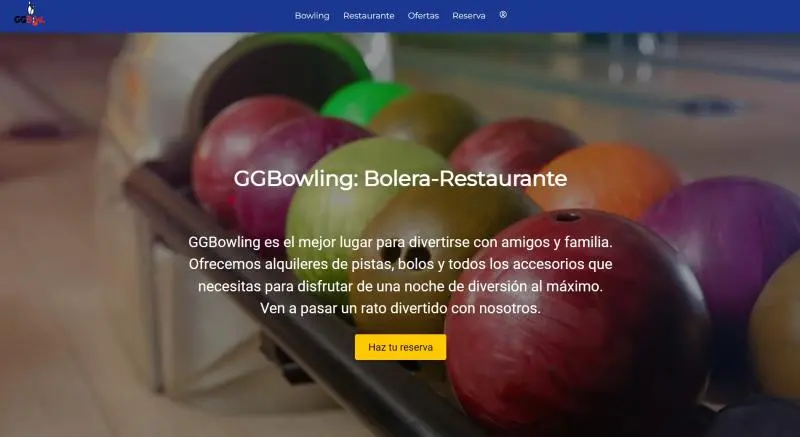 GGBowL
Bowling Restaurante Ofertas Reserva
GGBowling: Bolera-Restaurante
GGBowling es el mejor lugar para divertirse con amigos y familia.
Ofrecemos alquileres de pistas, bolos y todos los accesorios que
necesitas para disfrutar de una noche de diversión al máximo.
Ven a pasar un rato divertido con nosotros.
Haz tu reserva